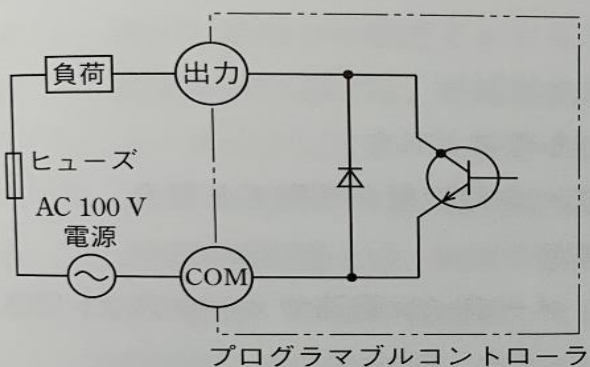 負荷
出力
ヒューズ
AC 100 V
電源
COM
プログラマブルコントローラ